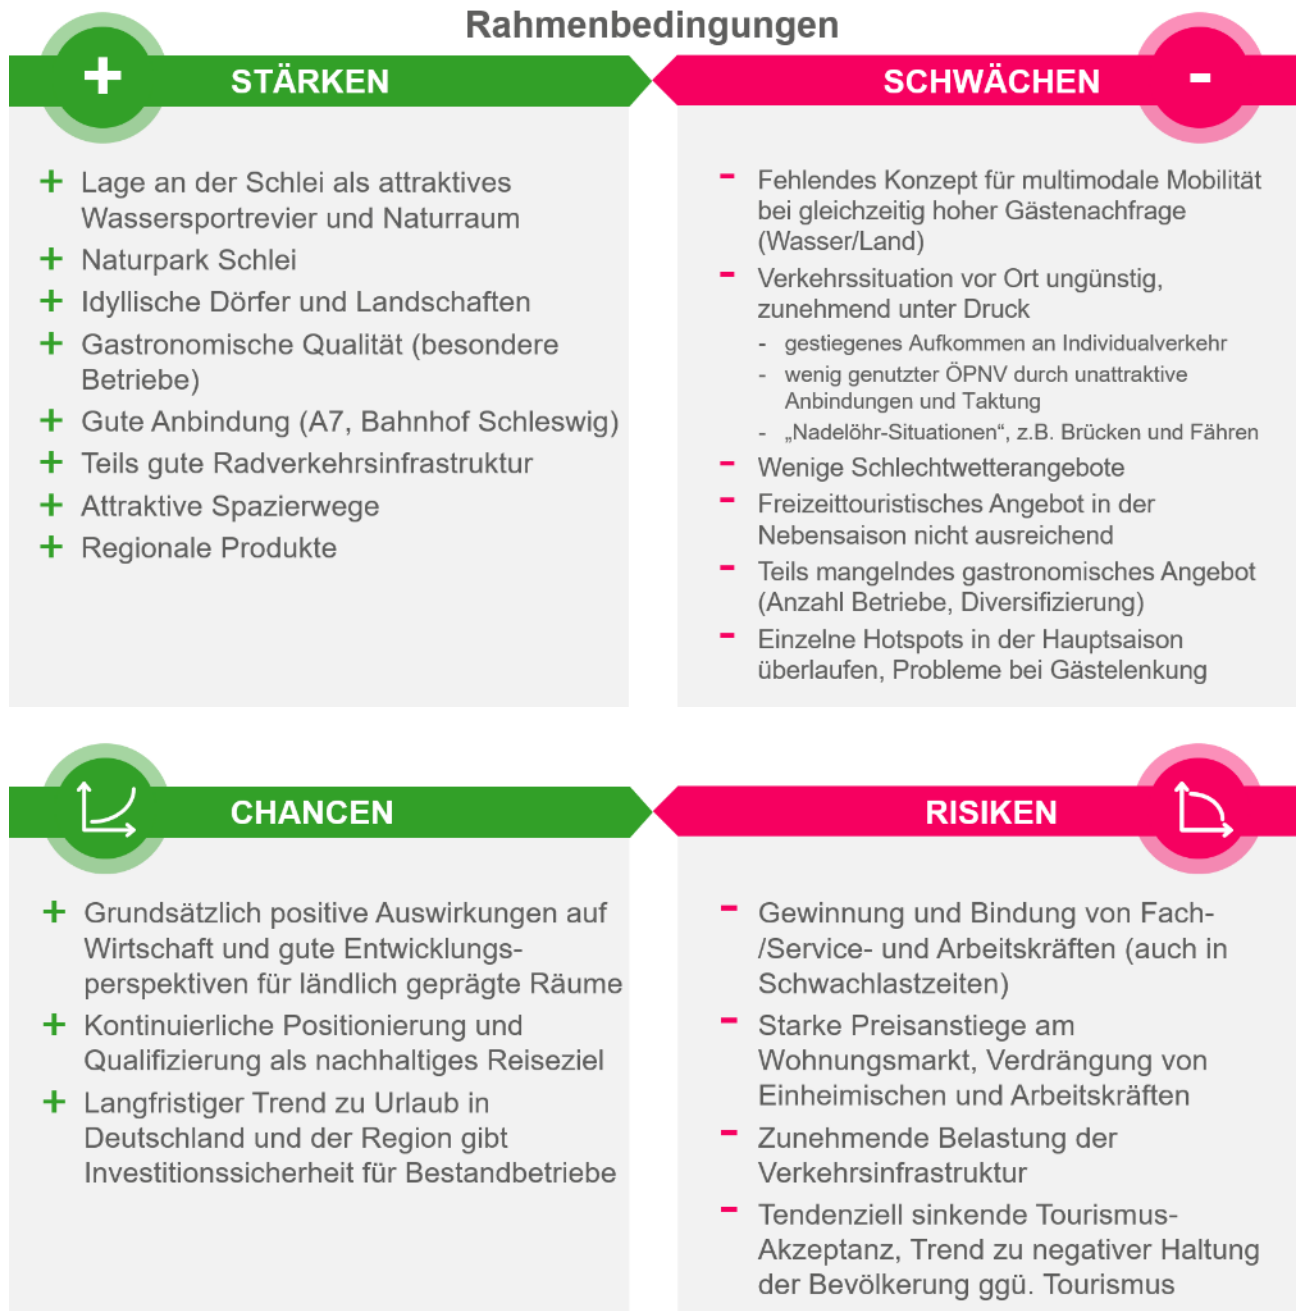 Rahmenbedingungen
+ STÄRKEN
+ Lage an der Schlei als attraktives
Wassersportrevier und Naturraum
+ Naturpark Schlei
+ Idyllische Dörfer und Landschaften
+ Gastronomische Qualität (besondere
Betriebe)
+ Gute Anbindung (A7, Bahnhof Schleswig)
+ Teils gute Radverkehrsinfrastruktur
+ Attraktive Spazierwege
+ Regionale Produkte
SCHWÄCHEN -
- Fehlendes Konzept für multimodale Mobilität
bei gleichzeitig hoher Gästenachfrage
(Wasser/Land)
- Verkehrssituation vor Ort ungünstig,
zunehmend unter Druck
- gestiegenes Aufkommen an Individualverkehr
- wenig genutzter ÖPNV durch unattraktive
Anbindungen und Taktung
- „Nadelöhr-Situationen“, z.B. Brücken und Fähren
- Wenige Schlechtwetterangebote
- Freizeittouristisches Angebot in der
Nebensaison nicht ausreichend
- Teils mangelndes gastronomisches Angebot
(Anzahl Betriebe, Diversifizierung)
- Einzelne Hotspots in der Hauptsaison
überlaufen, Probleme bei Gästelenkung
CHANCEN
+ Grundsätzlich positive Auswirkungen auf
Wirtschaft und gute Entwicklungs-
perspektiven für ländlich geprägte Räume
+ Kontinuierliche Positionierung und
Qualifizierung als nachhaltiges Reiseziel
+ Langfristiger Trend zu Urlaub in
Deutschland und der Region gibt
Investitionssicherheit für Bestandbetriebe
RISIKEN
- Gewinnung und Bindung von Fach-
/Service- und Arbeitskräften (auch in
Schwachlastzeiten)
- Starke Preisanstiege am
Wohnungsmarkt, Verdrängung von
Einheimischen und Arbeitskräften
- Zunehmende Belastung der
Verkehrsinfrastruktur
- Tendenziell sinkende Tourismus-
Akzeptanz, Trend zu negativer Haltung
der Bevölkerung ggü. Tourismus